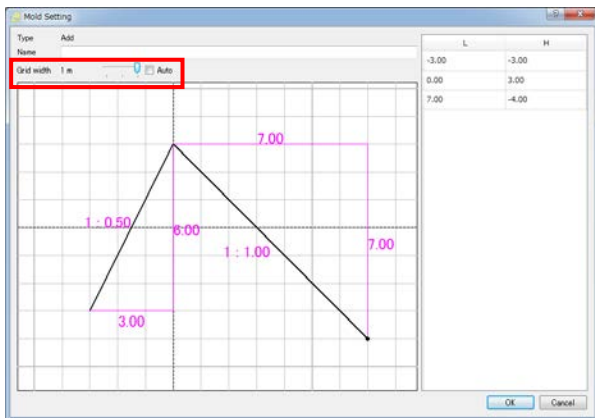 Mold Setting
Type Add
Name
Grid width 1 m Auto
L H
-3.00 -3.00
0.00 3.00
7.00 -4.00
7.00
1 : 0.50
6.00
1 : 1.00
7.00
3.00
OK Cancel